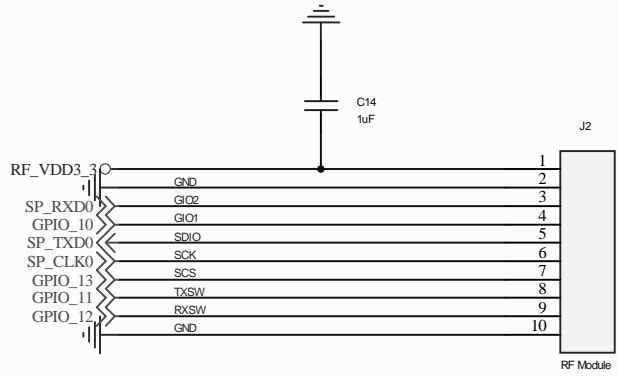 C14
1uF
J2
RF_VDD3_3 1
GND 2
SP_RXD0 GIO2 3
GPIO_10 GIO1 4
SP_TXD0 SDIO 5
SP_CLK0 SCK 6
GPIO_13 SCS 7
GPIO_11 TXSW 8
GPIO_12 RXSW 9
GND 10
RF Module